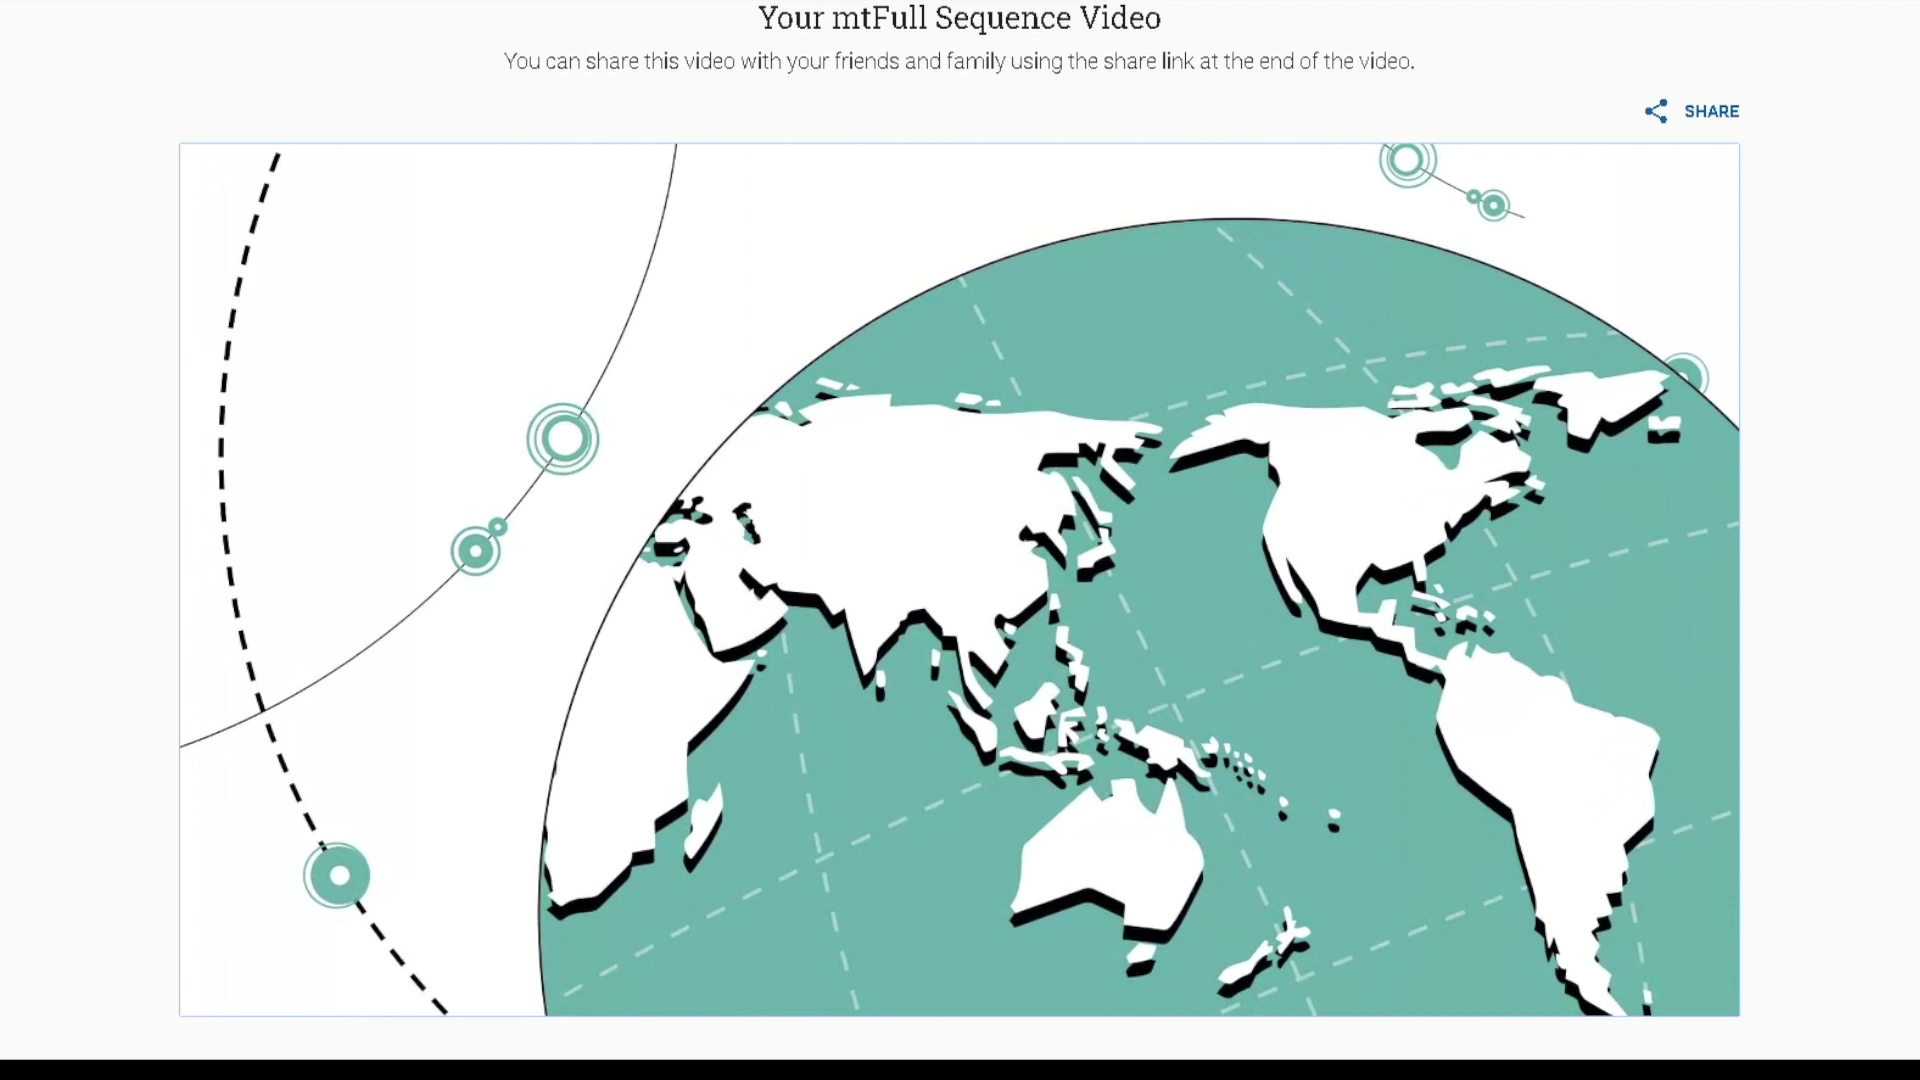 Your mtFull Sequence Video
You can share this video with your friends and family using the share link at the end of the video.
SHARE